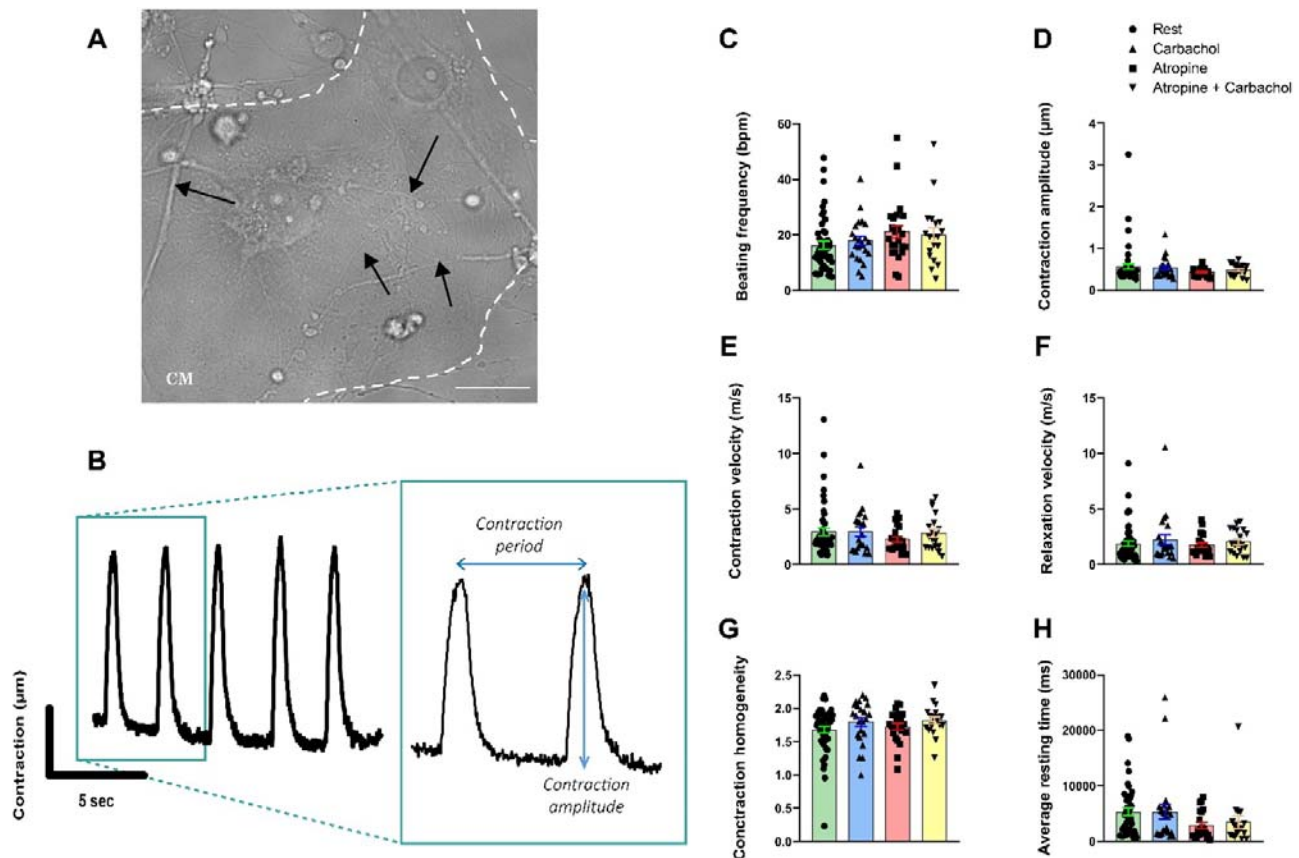 A
CM
B
Contraction (µm)
5 sec
Contraction
period
Contraction
amplitude
C
Beating frequency (bpm)
60
40
20
0
D
Rest
Carbachol
Atropine
Atropine + Carbachol
Contraction amplitude (µm)
4
3
2
1
0
E
Contraction velocity (m/s)
15
10
5
0
F
Relaxation velocity (m/s)
15
10
5
0
G
Conctraction homogeneity
2.5
2.0
1.5
1.0
0.5
0.0
H
Average resting time (ms)
30000
20000
10000
0